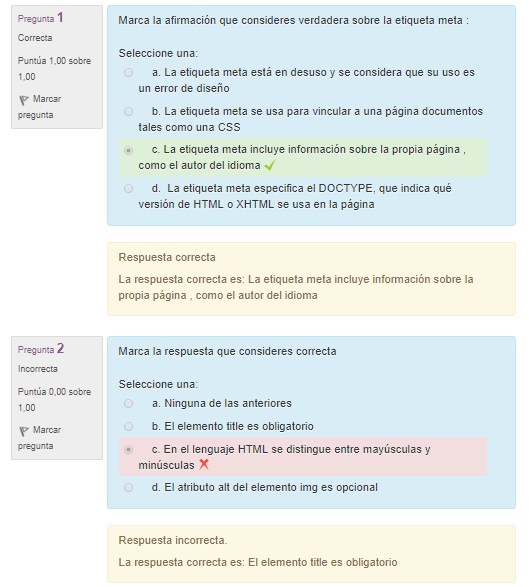 Pregunta 1
Correcta
Puntúa 1,00 sobre
1,00
Marcar
pregunta
Marca la afirmación que consideres verdadera sobre la etiqueta meta :
Seleccione una:
a. La etiqueta meta está en desuso y se considera que su uso es
un error de diseño
b. La etiqueta meta se usa para vincular a una página documentos
tales como una CSS
c. La etiqueta meta incluye información sobre la propia página ,
como el autor del idioma
d. La etiqueta meta especifica el DOCTYPE, que indica qué
versión de HTML o XHTML se usa en la página
Respuesta correcta
La respuesta correcta es: La etiqueta meta incluye información sobre la
propia página , como el autor del idioma
Pregunta 2
Incorrecta
Puntúa 0,00 sobre
1,00
Marcar
pregunta
Marca la respuesta que consideres correcta
Seleccione una:
a. Ninguna de las anteriores
b. El elemento title es obligatorio
c. En el lenguaje HTML se distingue entre mayúsculas y
minúsculas
d. El atributo alt del elemento img es opcional
Respuesta incorrecta.
La respuesta correcta es: El elemento title es obligatorio